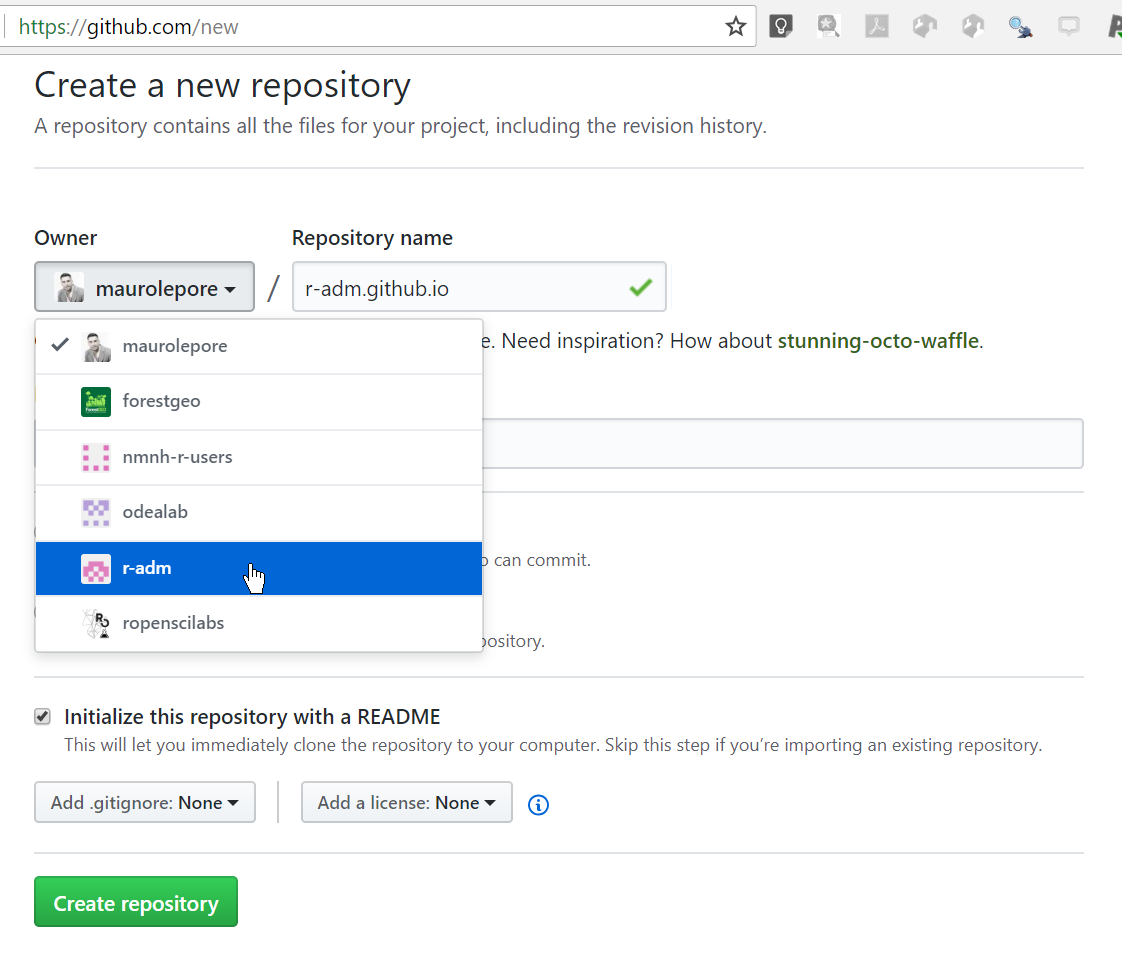 https://github.com/new
Create a new repository
A repository contains all the files for your project, including the revision history.
Owner Repository name
maurolepore / r-adm.github.io
e. Need inspiration? How about stunning-octo-waffle.
maurolepore
forestgeo
nmnh-r-users
odealab
can commit.
r-adm
ropenscilabs
Initialize this repository with a README
This will let you immediately clone the repository to your computer. Skip this step if you’re importing an existing repository.
Add .gitignore: None Add a license: None
Create repository